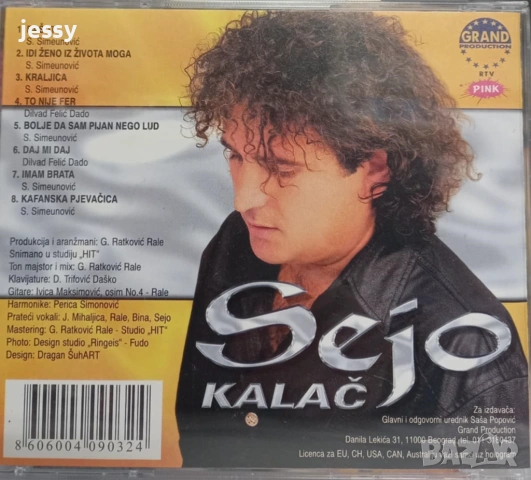 jessy
S. Simeunović
2. IDI ŽENO IZ ŽIVOTA MOGA
S. Simeunović
3. KRALJICA
S. Simeunović
4. TO NIJE FER
Dilvad Felić Dado
5. BOLJE DA SAM PIJAN NEGO LUD
S. Simeunović
6. DAJ MI DAJ
Dilvad Felić Dado
7. IMAM BRATA
S. Simeunović
8. KAFANSKA PJEVAČICA
S. Simeunović
GRAND
PRODUCTION
RTV
PINK
Produkcija i aranžmani: G. Ratković Rale
Snimano u studiju „HIT"
Ton majstor i mix: G. Ratković Rale
Klavijature: D. Trifović Daško
Gitare: Ivica Maksimović, osim No.4 - Rale
Harmonike: Perica Simonović
Prateći vokali: J. Mihaljica, Rale, Bina, Sejo
Mastering: G. Ratković Rale - Studio „HIT"
Photo: Design studio „Ringeis" - Fudo
Design: Dragan ŠuhART
Sejo
KALAČ
8 606004 090324
Za izdavača:
Glavni i odgovorni urednik Saša Popović
Grand Production
Danila Lekića 31, 11000 Beograd
Licenca za EU, CH, USA, CAN, Austral uz hologram
BAZAR